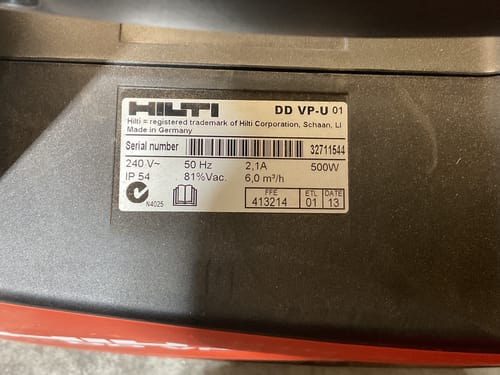 HILTI DD VP-U 01
Hilti = registered trademark of Hilti Corporation, Schaan, LI
Made in Germany
Serial number 32711544
240 V~ 50 Hz 2,1A 500W
IP 54 81%Vac. 6,0 m³/h
N4025
FFE ETL DATE
413214 01 13